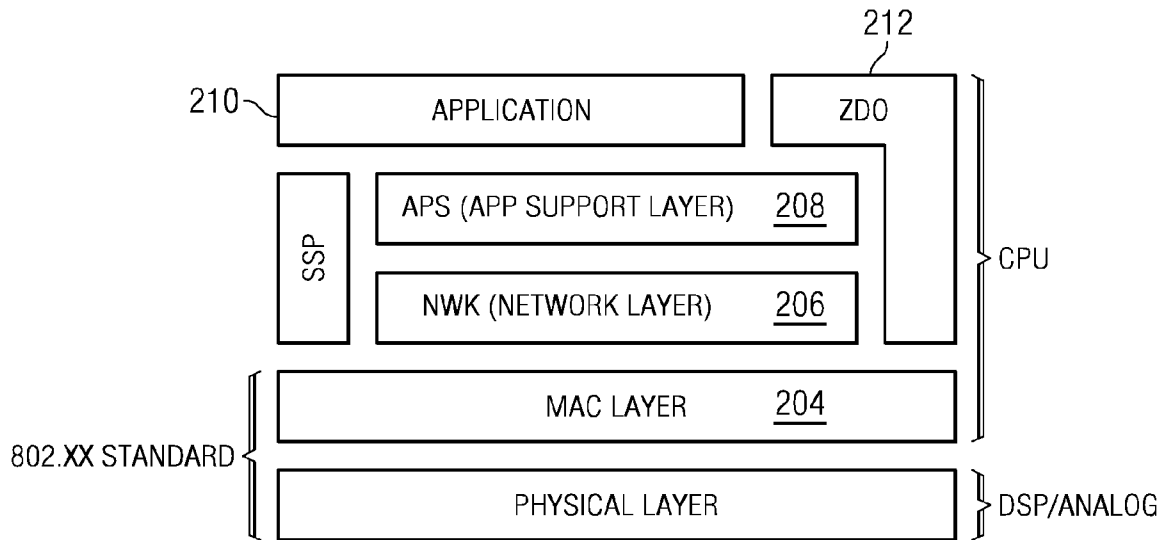 212
210
APPLICATION
ZDO
SSP
APS (APP SUPPORT LAYER) 208
NWK (NETWORK LAYER) 206
CPU
MAC LAYER 204
802.XX STANDARD
PHYSICAL LAYER
DSP/ANALOG